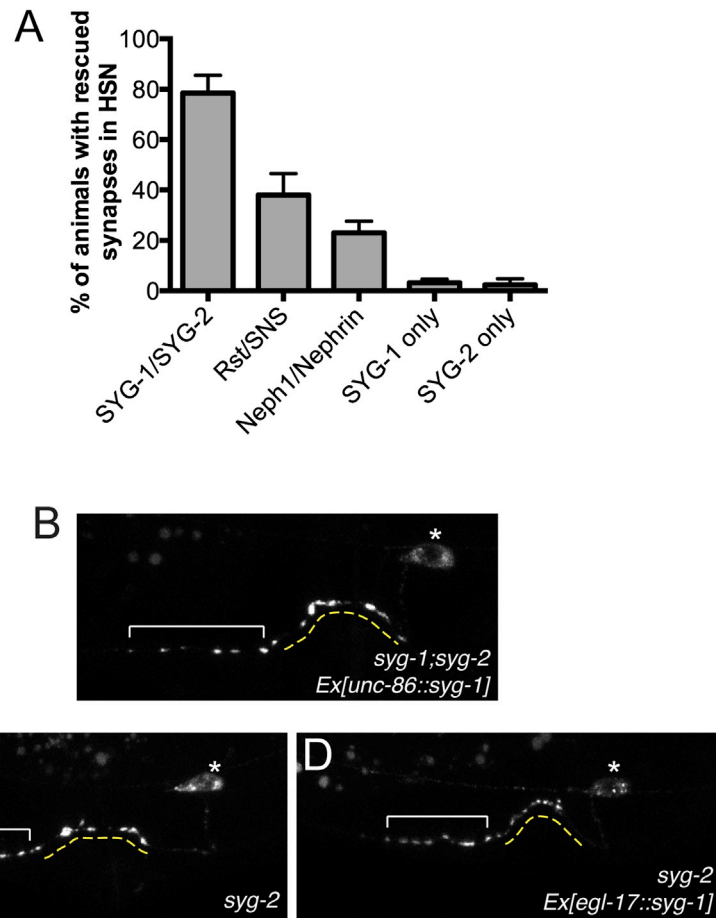 A
% of animals with rescued
synapses in HSN
100
80
60
40
20
0
SYG-1/SYG-2
Rst/SNS
Neph1/Nephrin
SYG-1 only
SYG-2 only
B
*
syg-1;syg-2
Ex[unc-86::syg-1]
*
syg-2
D
*
syg-2
Ex[egl-17::syg-1]